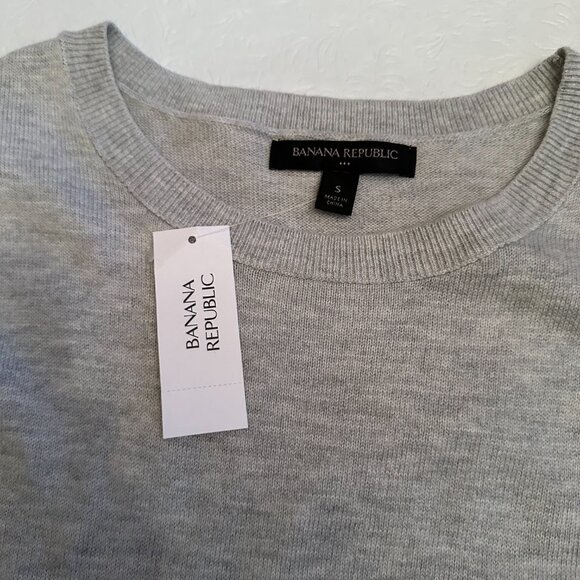 BANANA REPUBLIC
S
MADE IN
CHINA
BANANA
REPUBLIC